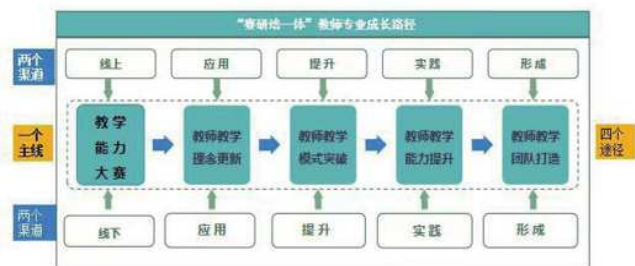 “赛研培一体”教师专业成长路径
两个
渠道
线上
应用
提升
实践
形成
一个
主线
教学
能力
大赛
教师教学
理念更新
教师教学
模式突破
教师教学
能力提升
教师教学
团队打造
四个
途径
两个
渠道
线下
应用
提升
实践
形成